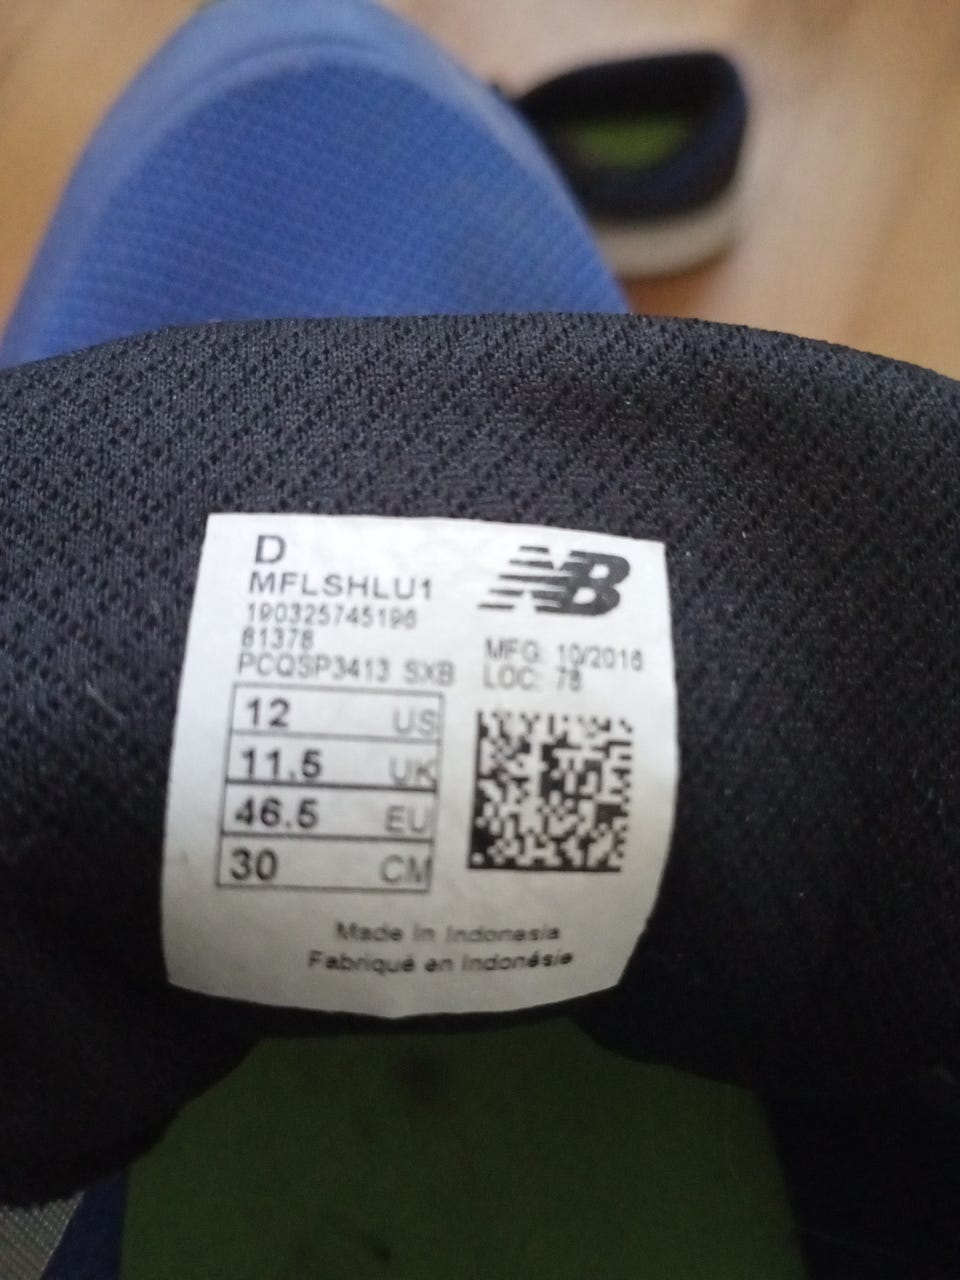 D
MFLSHLU1
NB
190325745196
81378
PCQSP3413 SXB
MFG: 10/2016
LOC: 78
12 US
11.5 UK
46.5 EU
30 CM
Made in Indonesia
Fabriqué en Indonésie